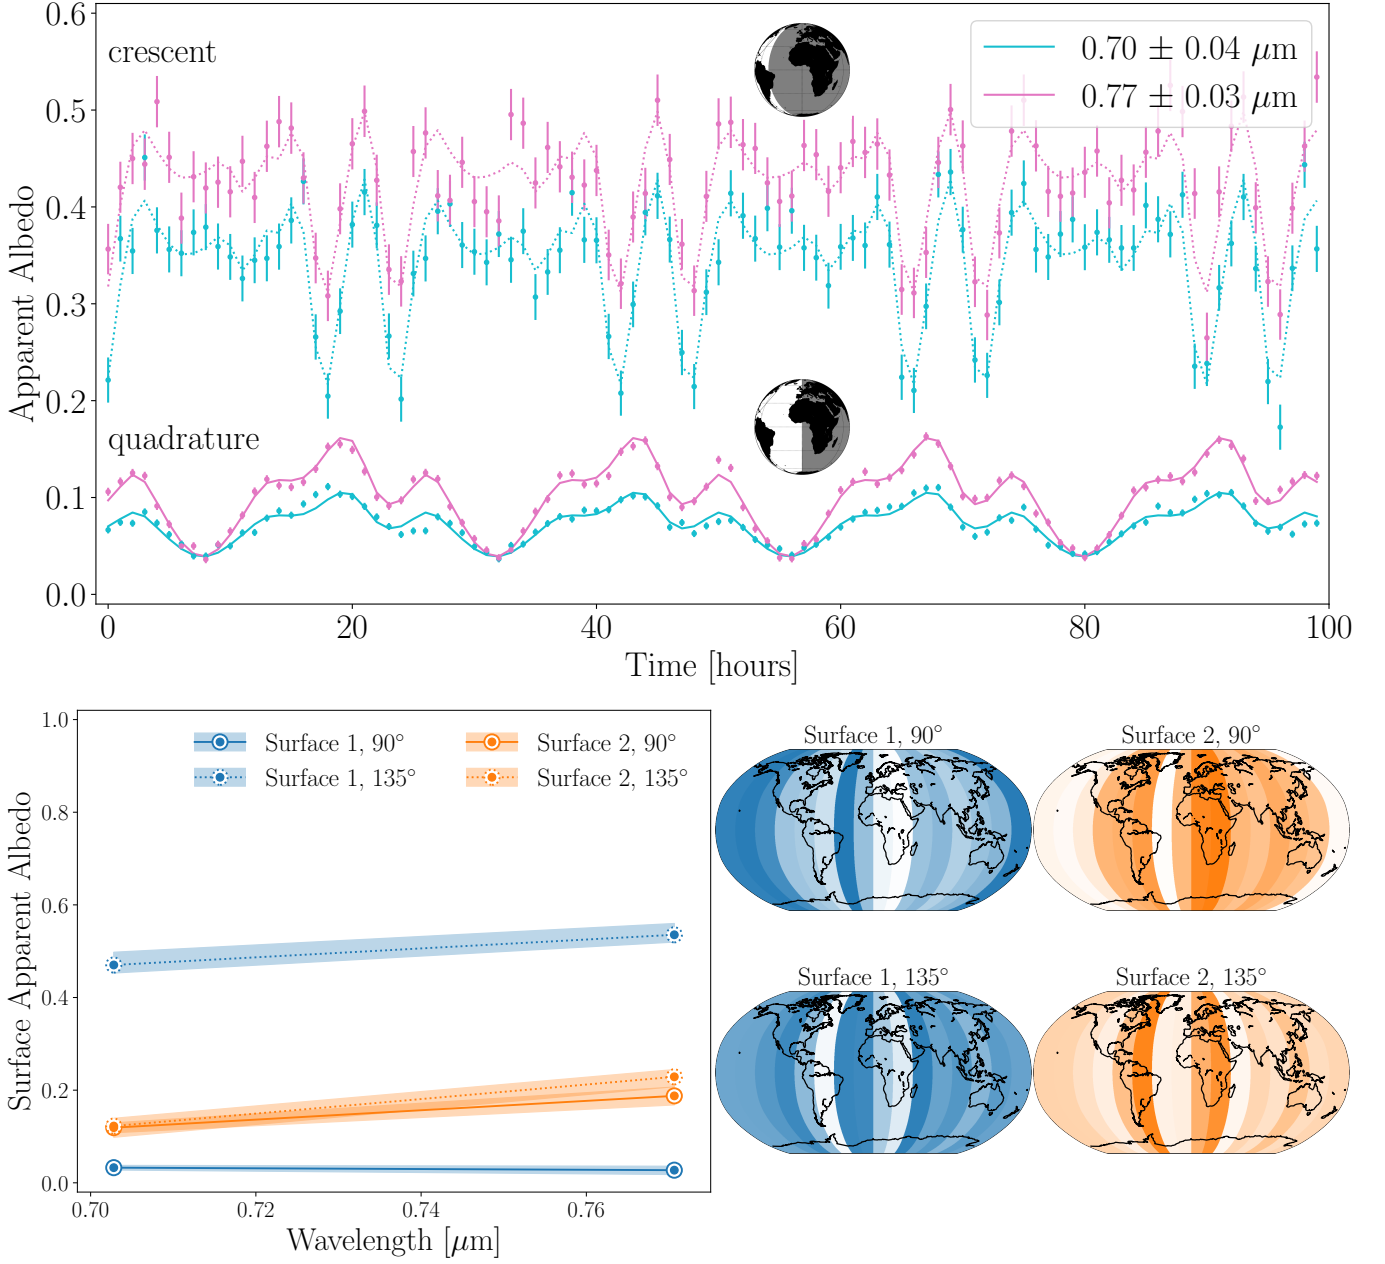 0.6
0.5
0.4
0.3
0.2
0.1
0.0
Apparent Albedo
crescent
quadrature
0.70 ± 0.04 μm
0.77 ± 0.03 μm
0 20 40 60 80 100
Time [hours]
1.0
0.8
0.6
0.4
0.2
0.0
Surface Apparent Albedo
Surface 1, 90° Surface 2, 90°
Surface 1, 135° Surface 2, 135°
0.70 0.72 0.74 0.76
Wavelength [μm]
Surface 1, 90° Surface 2, 90°
Surface 1, 135° Surface 2, 135°